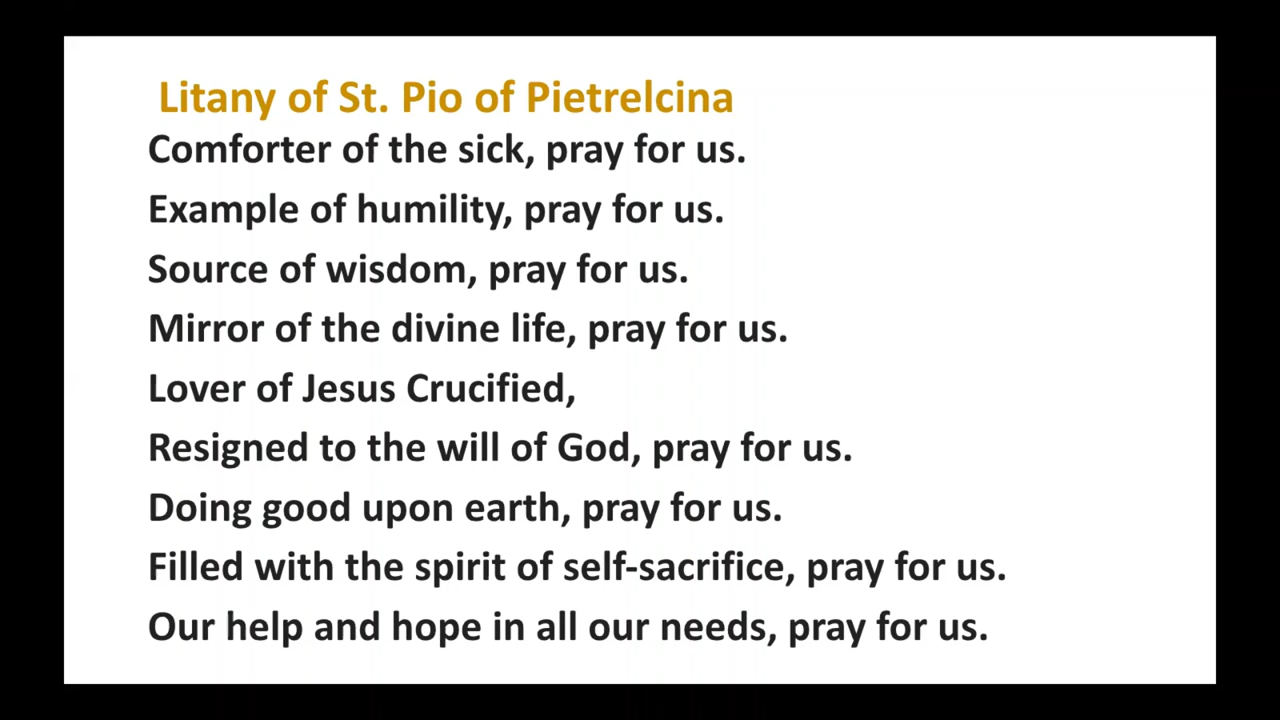 Litany of St. Pio of Pietrelcina
Comforter of the sick, pray for us.
Example of humility, pray for us.
Source of wisdom, pray for us.
Mirror of the divine life, pray for us.
Lover of Jesus Crucified,
Resigned to the will of God, pray for us.
Doing good upon earth, pray for us.
Filled with the spirit of self-sacrifice, pray for us.
Our help and hope in all our needs, pray for us.